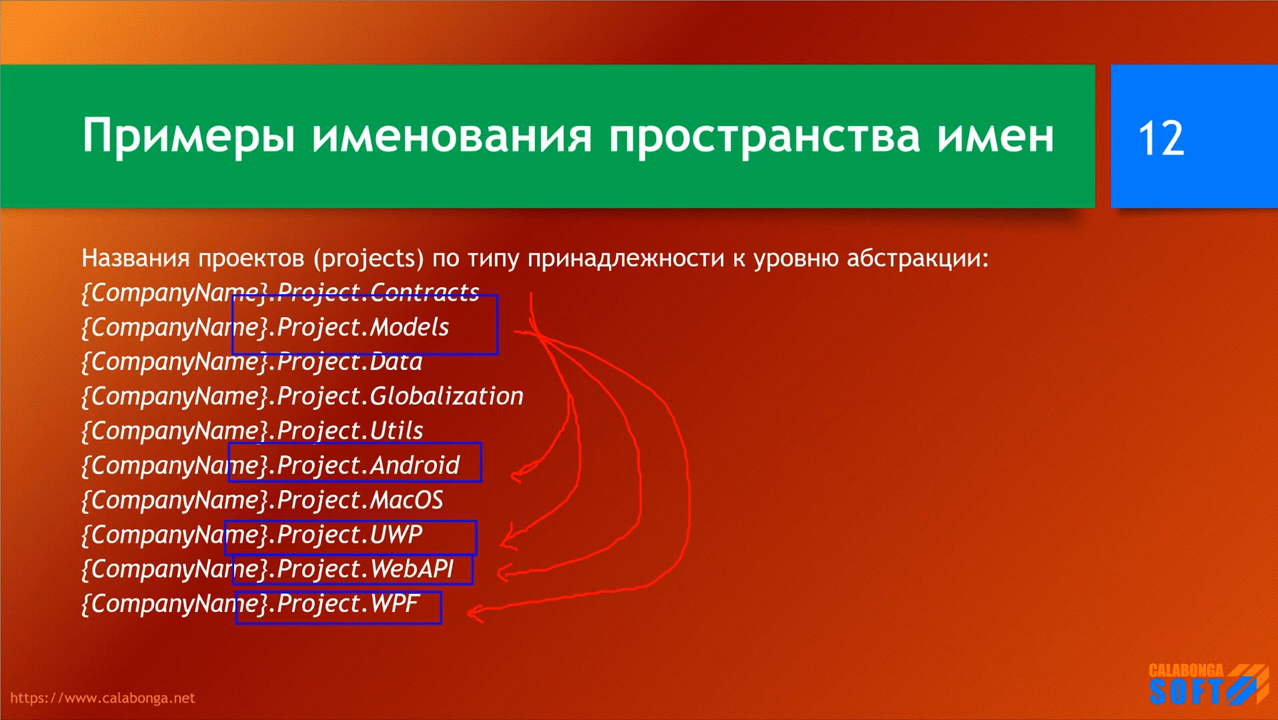 Примеры именования пространства имен
12
Названия проектов (projects) по типу принадлежности к уровню абстракции:
{CompanyName}.Project.Contracts
{CompanyName}.Project.Models
{CompanyName}.Project.Data
{CompanyName}.Project.Globalization
{CompanyName}.Project.Utils
{CompanyName}.Project.Android
{CompanyName}.Project.MacOS
{CompanyName}.Project.UWP
{CompanyName}.Project.WebAPI
{CompanyName}.Project.WPF
https://www.calabonga.net
CALABONGA
SOFT